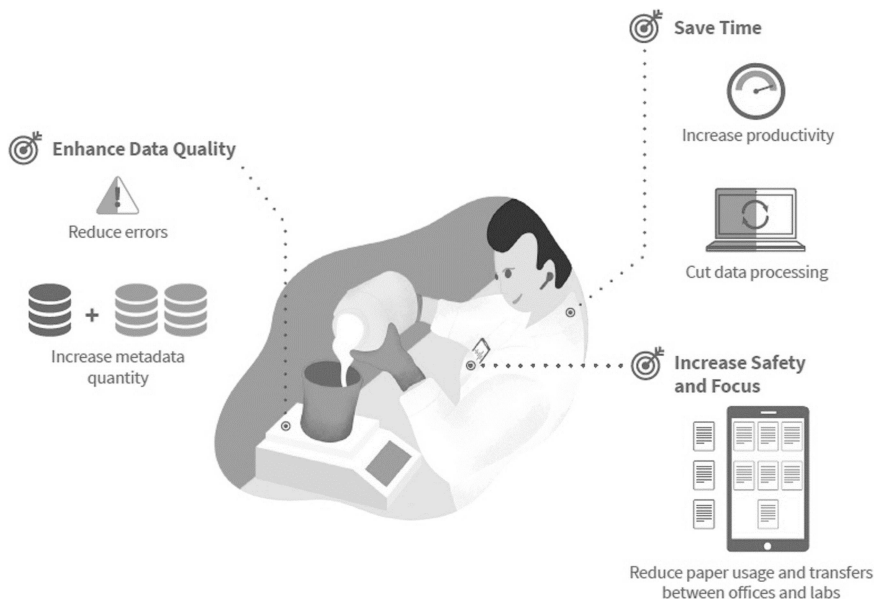 Save Time
Increase productivity
Cut data processing
Enhance Data Quality
Reduce errors
+
Increase metadata
quantity
Increase Safety
and Focus
Reduce paper usage and transfers
between offices and labs